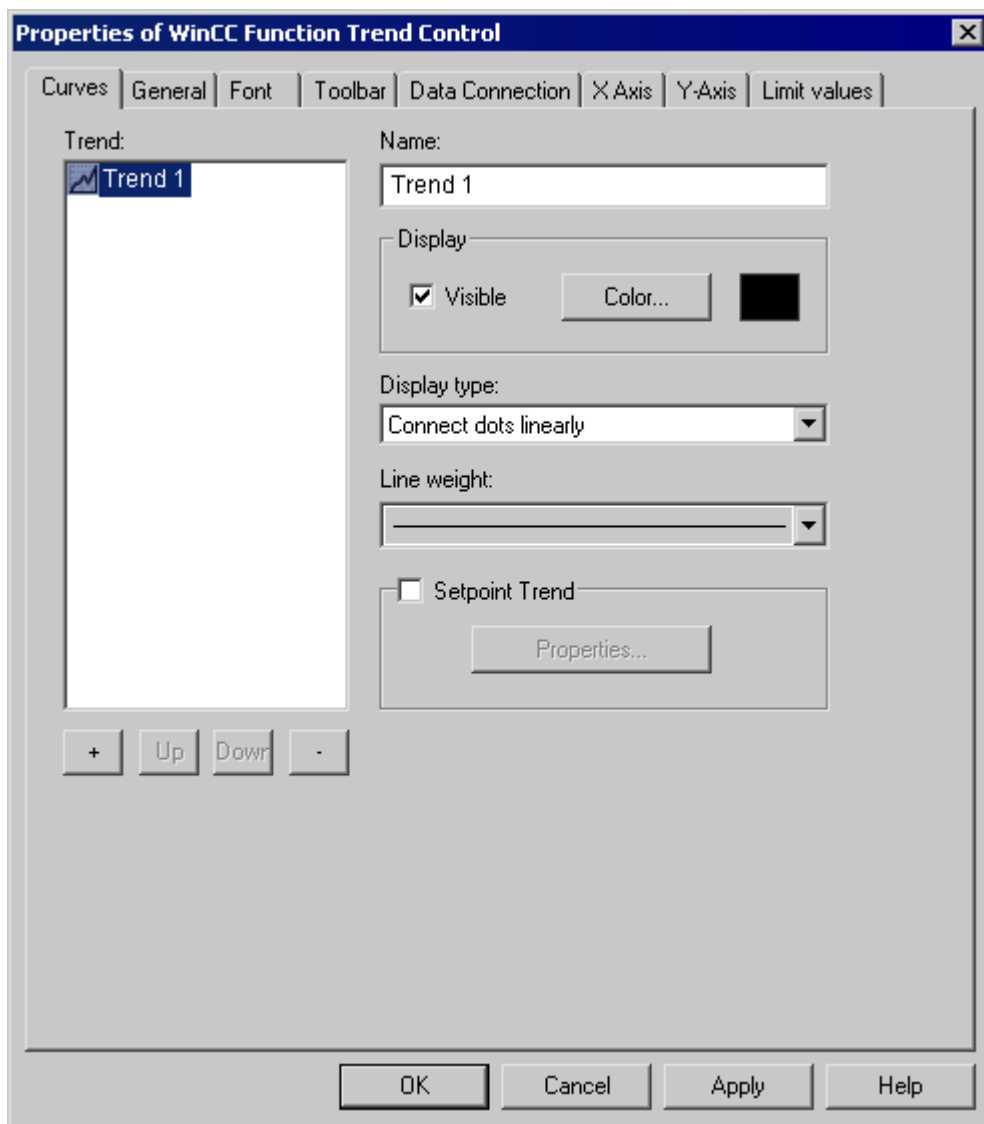 Properties of WinCC Function Trend Control
Curves General Font Toolbar Data Connection X Axis Y-Axis Limit values
Trend:
Trend 1
Name:
Trend 1
Display
Visible Color...
Display type:
Connect dots linearly
Line weight:
Setpoint Trend
Properties...
+ Up Down -
OK Cancel Apply Help